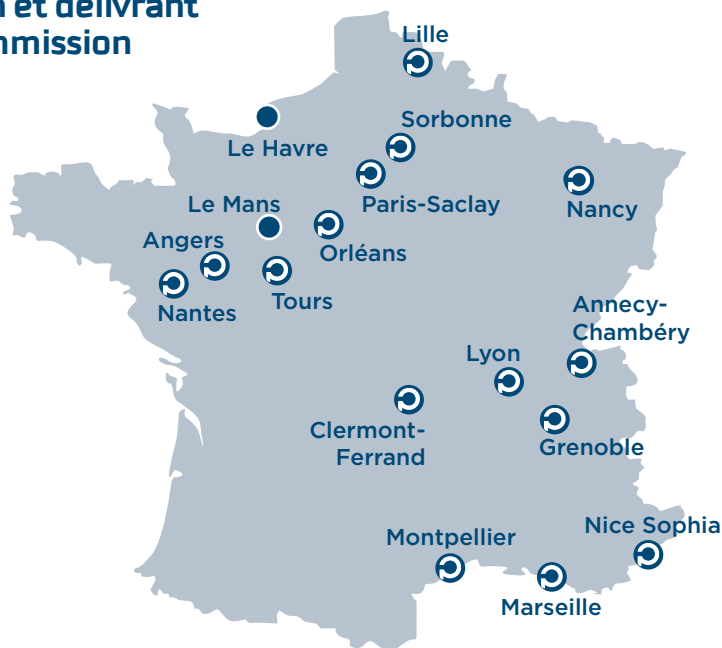 et délivrant
mmission
Lille
Sorbonne
Le Havre
Paris-Saclay
Nancy
Le Mans
Orléans
Angers
Tours
Nantes
Annecy-
Chambéry
Lyon
Clermont-
Ferrand
Grenoble
Nice Sophia
Montpellier
Marseille